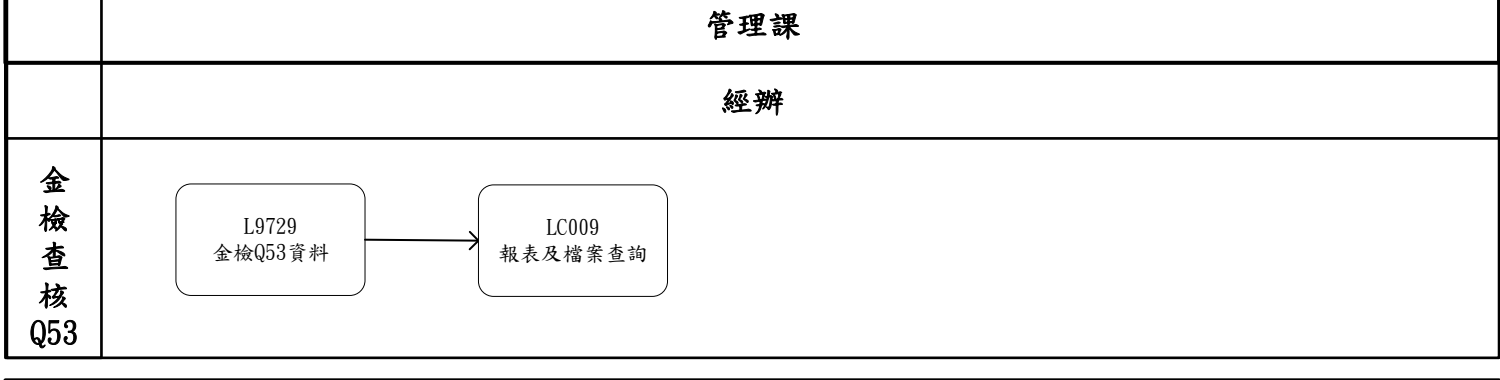 管理課
經辦
金
檢
查
核
Q53
L9729
金檢Q53資料
LC009
報表及檔案查詢